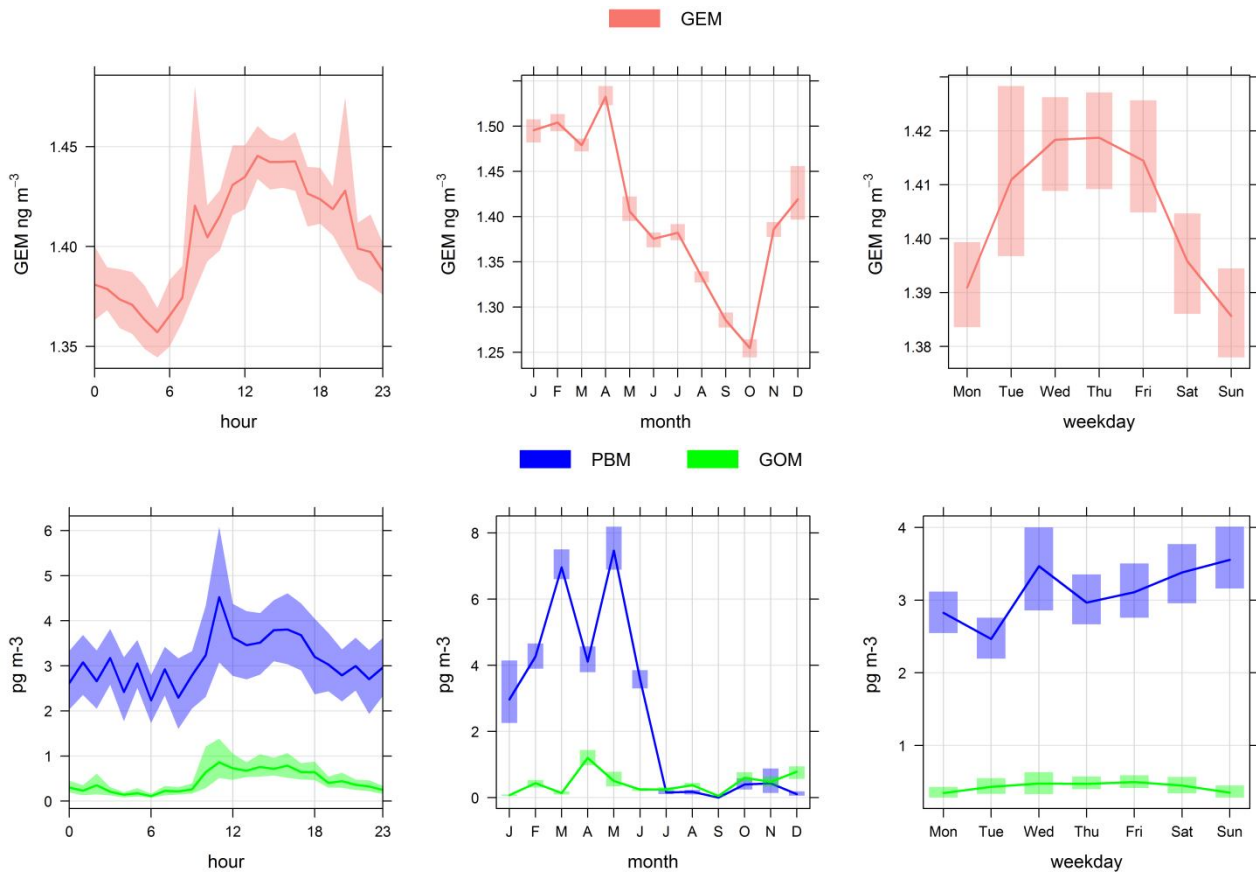 GEM
GEM ng m⁻³
1.45
1.40
1.35
0 6 12 18 23
hour
GEM ng m⁻³
1.50
1.45
1.40
1.35
1.30
1.25
J F M A M J J A S O N D
month
GEM ng m⁻³
1.42
1.41
1.40
1.39
1.38
Mon Tue Wed Thu Fri Sat Sun
weekday
PBM GOM
pg m-3
6
5
4
3
2
1
0
0 6 12 18 23
hour
pg m-3
8
6
4
2
0
J F M A M J J A S O N D
month
pg m-3
4
3
2
1
Mon Tue Wed Thu Fri Sat Sun
weekday